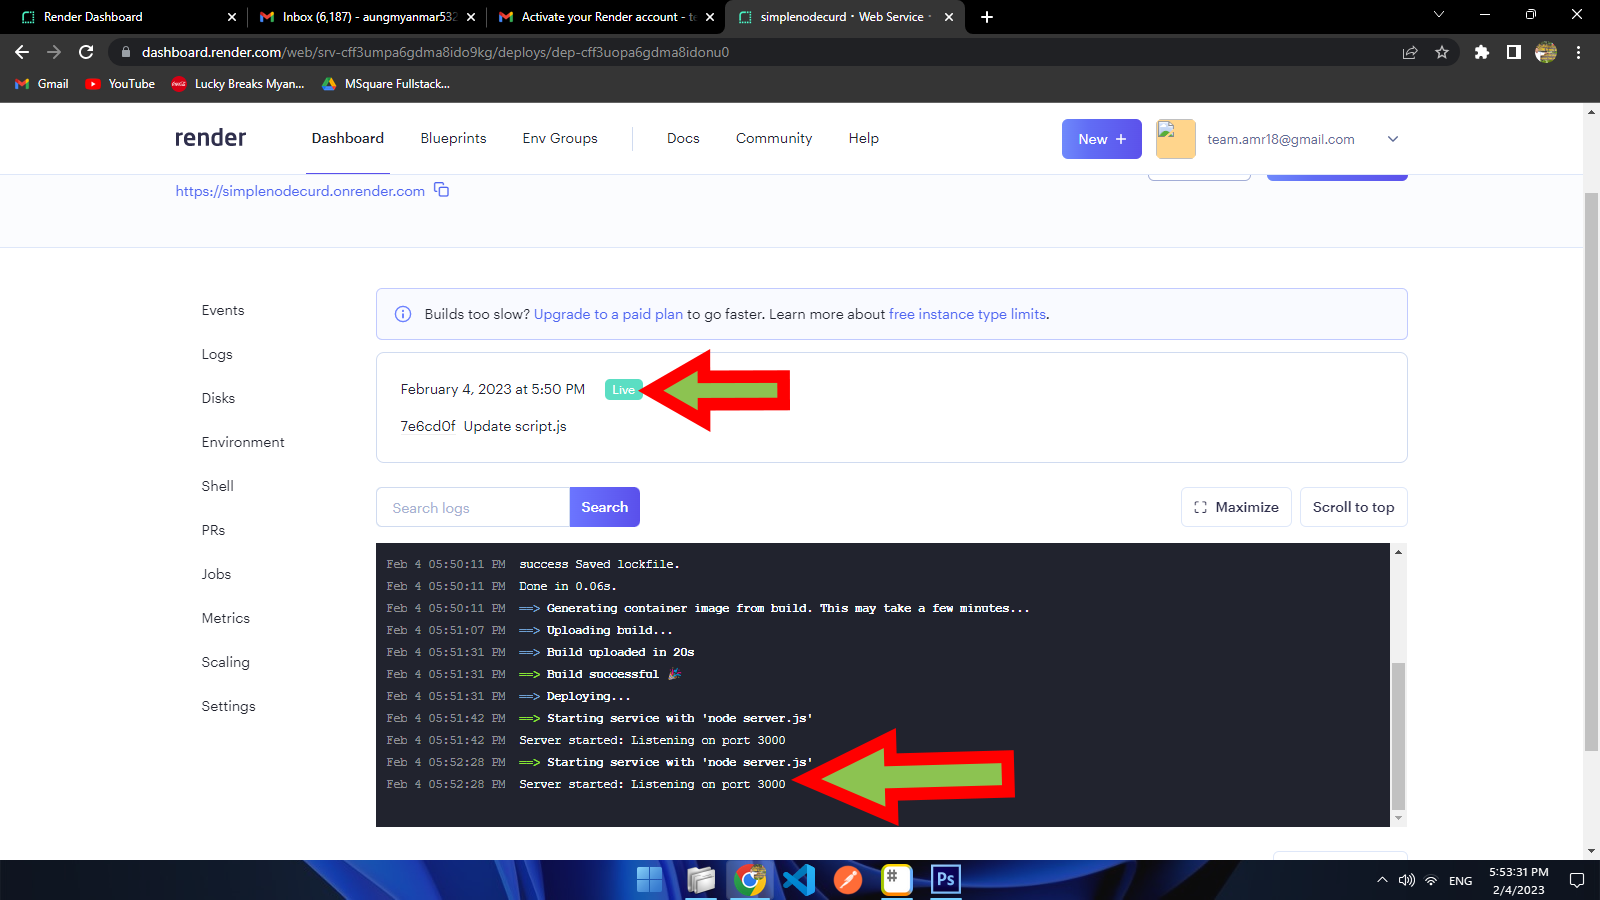 Render Dashboard
Inbox (6,187) - aungmyanmar532
Activate your Render account - te
simplenodecurd · Web Service ·
dashboard.render.com/web/srv-cff3umpa6gdma8ido9kg/deploys/dep-cff3uopa6gdma8idonu0
Gmail
YouTube
Lucky Breaks Myan...
MSquare Fullstack...
render
Dashboard
Blueprints
Env Groups
Docs
Community
Help
New +
team.amr18@gmail.com
https://simplenodecurd.onrender.com
Events
Logs
Disks
Environment
Shell
PRs
Jobs
Metrics
Scaling
Settings
Builds too slow? Upgrade to a paid plan to go faster. Learn more about free instance type limits.
February 4, 2023 at 5:50 PM Live
7e6cd0f Update script.js
Search logs
Search
Maximize
Scroll to top
Feb 4 05:50:11 PM success Saved lockfile.
Feb 4 05:50:11 PM Done in 0.06s.
Feb 4 05:50:11 PM ==> Generating container image from build. This may take a few minutes...
Feb 4 05:51:07 PM ==> Uploading build...
Feb 4 05:51:31 PM ==> Build uploaded in 20s
Feb 4 05:51:31 PM ==> Build successful 🎉
Feb 4 05:51:31 PM ==> Deploying...
Feb 4 05:51:42 PM ==> Starting service with 'node server.js'
Feb 4 05:51:42 PM Server started: Listening on port 3000
Feb 4 05:52:28 PM ==> Starting service with 'node server.js'
Feb 4 05:52:28 PM Server started: Listening on port 3000
#
Ps
ENG
5:53:31 PM
2/4/2023